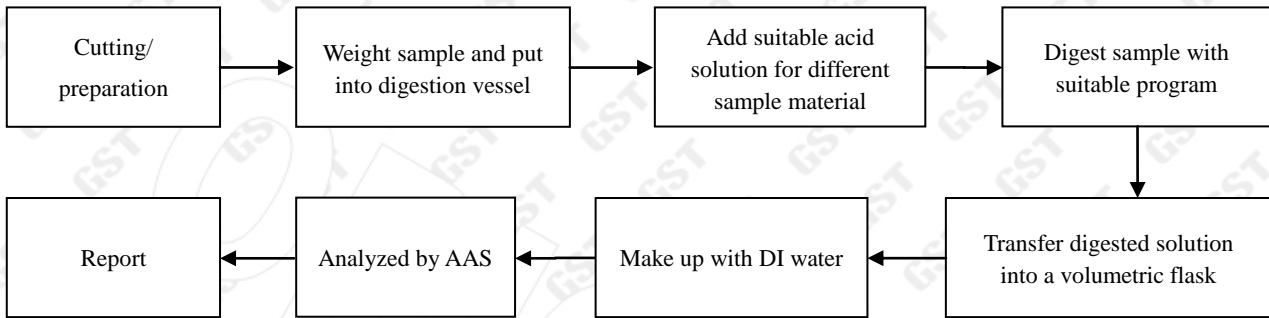 Cutting/
preparation
Weight sample and put
into digestion vessel
Add suitable acid
solution for different
sample material
Digest sample with
suitable program
Transfer digested solution
into a volumetric flask
Make up with DI water
Analyzed by AAS
Report
GST